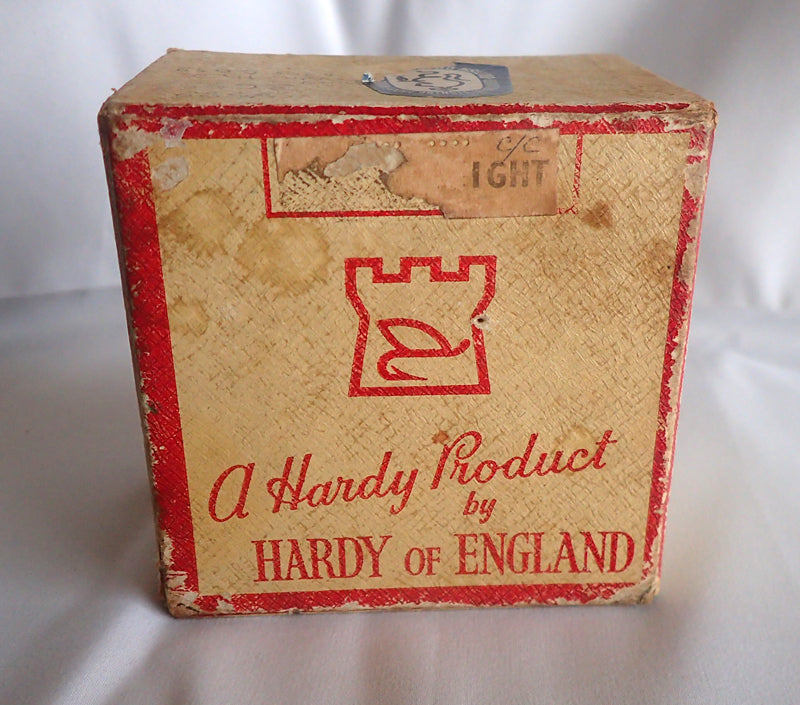 c/c
IGHT
A Hardy Product
by
HARDY OF ENGLAND